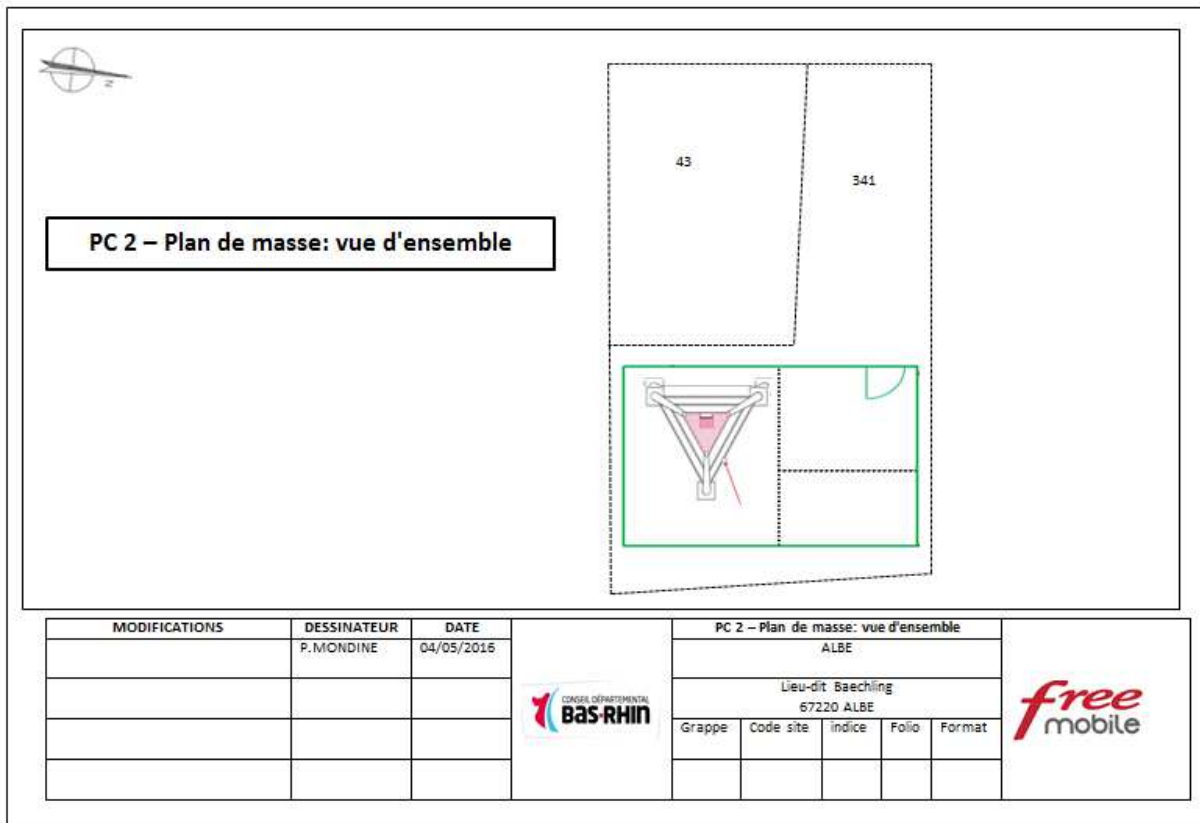 N
43
341
PC 2 – Plan de masse: vue d'ensemble
MODIFICATIONS DESSINATEUR DATE
P.MONDINE 04/05/2016
CONSEIL DÉPARTEMENTAL
BAS-RHIN
PC 2 – Plan de masse: vue d'ensemble
ALBE
Lieu-dit Baechling
67220 ALBE
Grappe Code site indice Folio Format
free
mobile